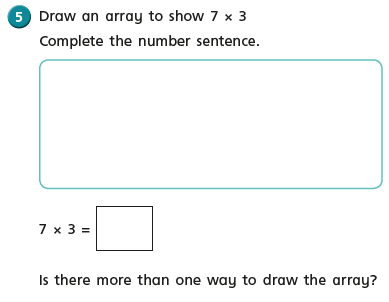 5 Draw an array to show 7 × 3
Complete the number sentence.
7 × 3 =
Is there more than one way to draw the array?